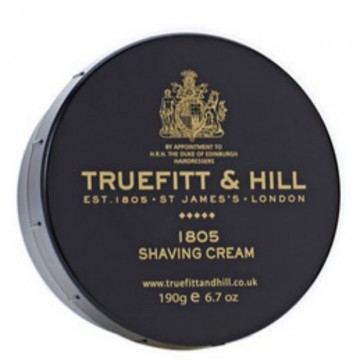 BY APPOINTMENT TO
H.R.H. THE DUKE OF EDINBURGH
HAIRDRESSERS
TRUEFITT & HILL
EST. 1805 • ST JAMES'S • LONDON
1805
SHAVING CREAM
www.truefittandhill.co.uk
190g e 6.7 oz